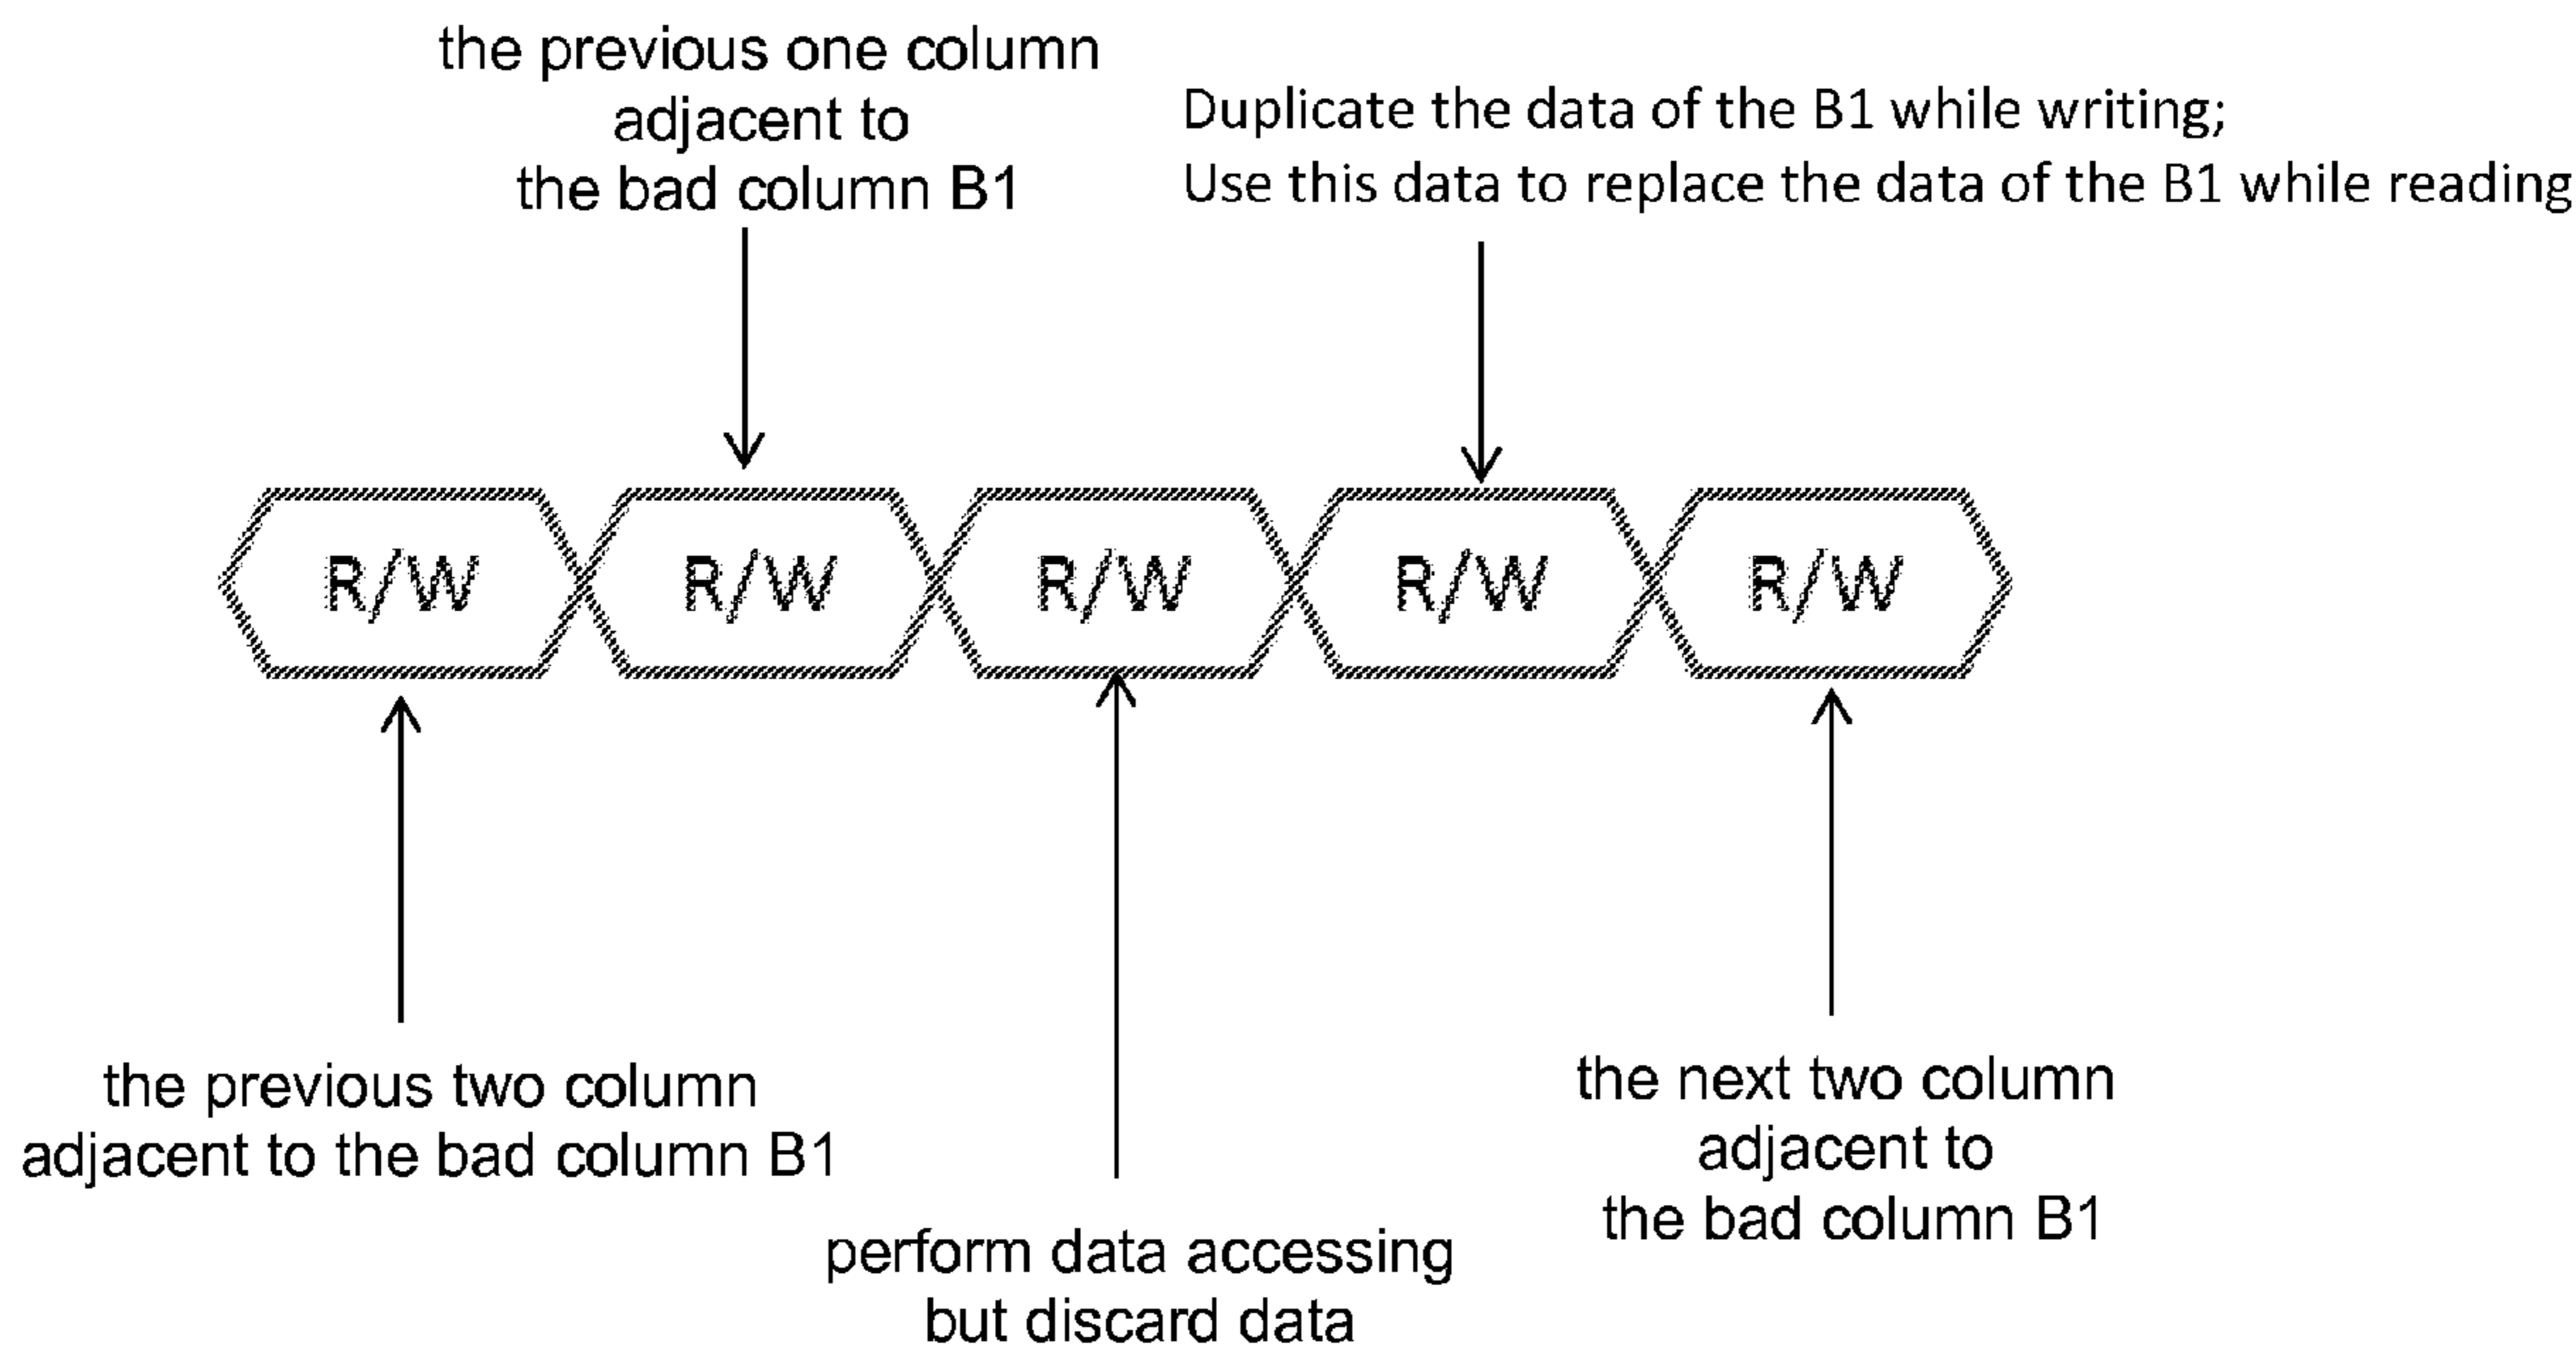 the previous one column
adjacent to
the bad column B1
Duplicate the data of the B1 while writing;
Use this data to replace the data of the B1 while reading
R/W
R/W
R/W
R/W
R/W
the previous two column
adjacent to the bad column B1
perform data accessing
but discard data
the next two column
adjacent to
the bad column B1